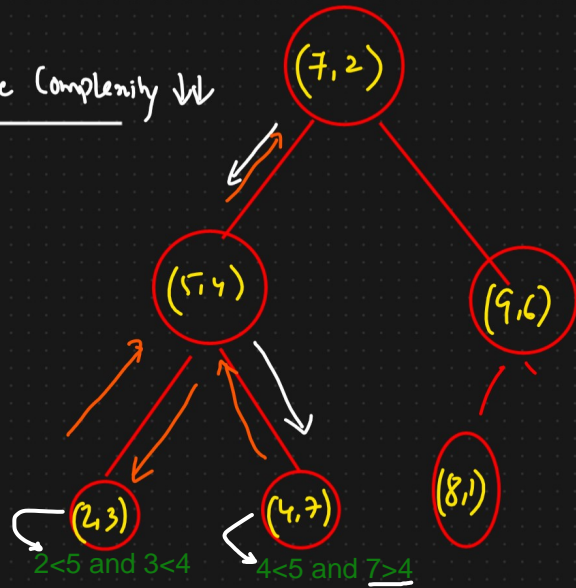 (7,2)
Complexity ↓↓
(5,4)
(9,6)
(2,3)
(4,7)
(8,1)
2<5 and 3<4
4<5 and 7>4